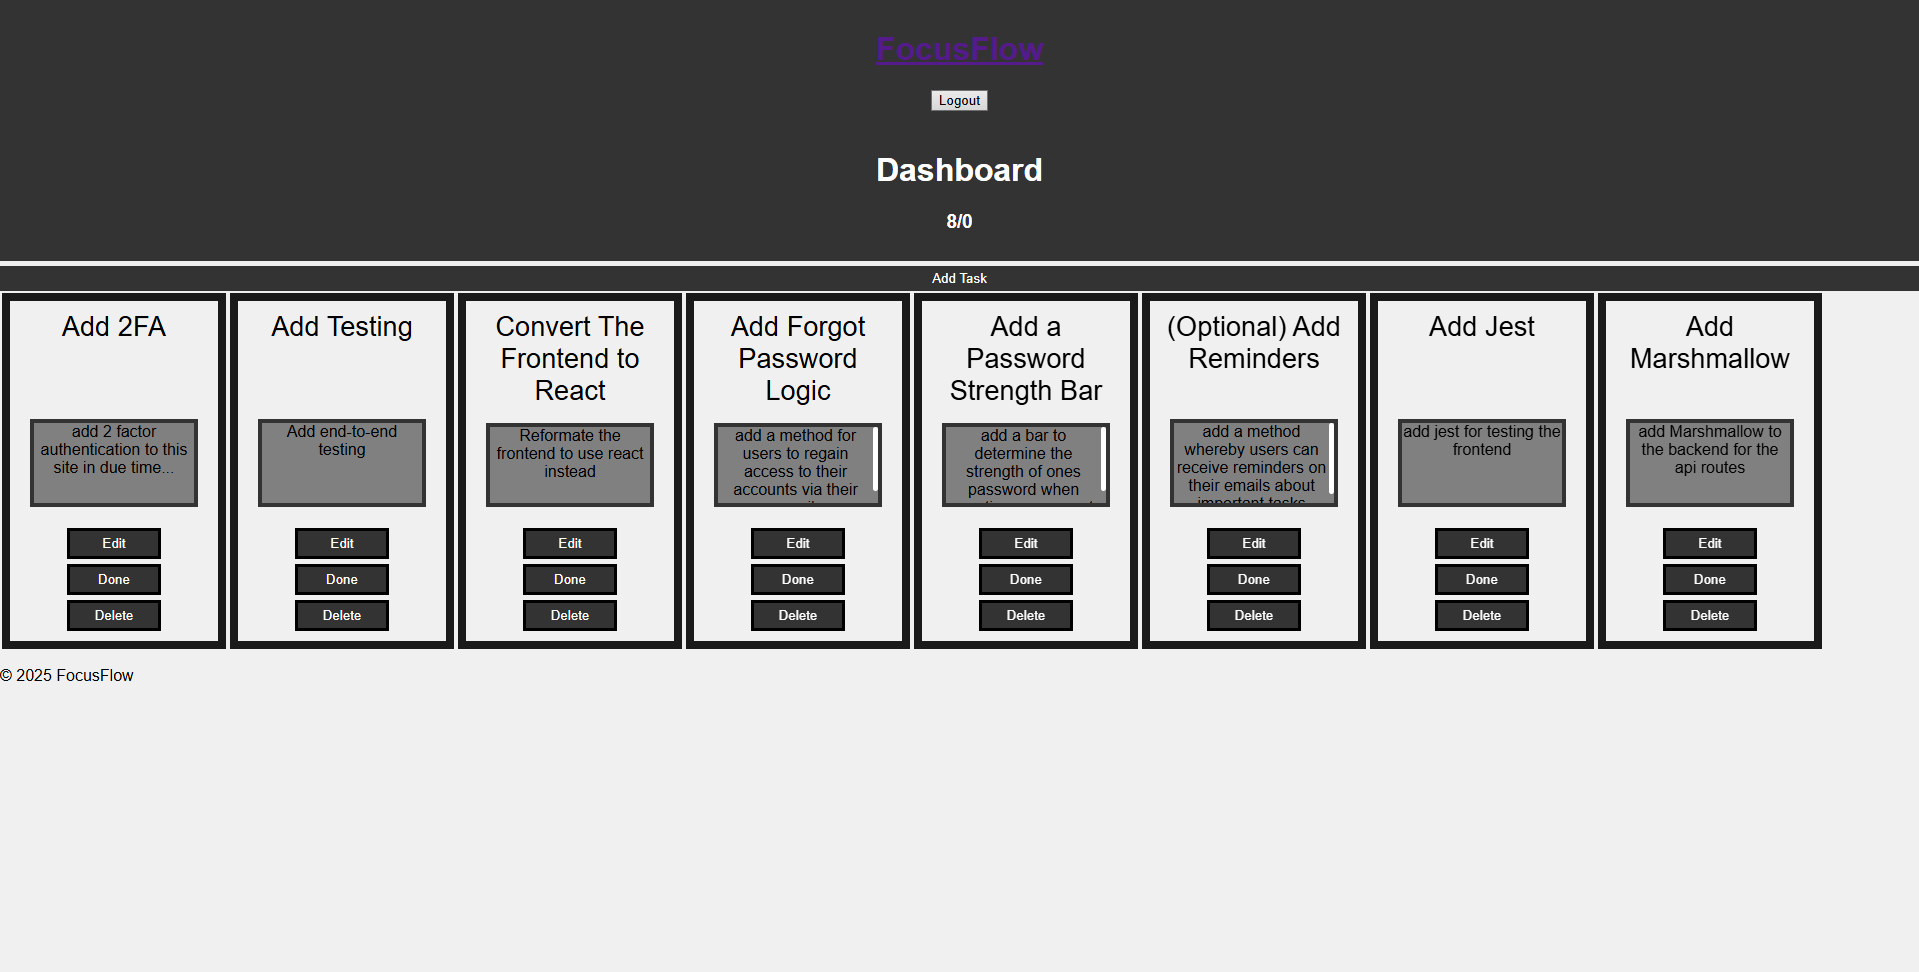 FocusFlow
Logout
Dashboard
8/0
Add Task
Add 2FA
add 2 factor
authentication to this
site in due time...
Edit
Done
Delete
Add Testing
Add end-to-end
testing
Edit
Done
Delete
Convert The
Frontend to
React
Reformate the
frontend to use react
instead
Edit
Done
Delete
Add Forgot
Password
Logic
add a method for
users to regain
access to their
accounts via their
Edit
Done
Delete
Add a
Password
Strength Bar
add a bar to
determine the
strength of ones
password when
Edit
Done
Delete
(Optional) Add
Reminders
add a method
whereby users can
receive reminders on
their emails about
important tasks
Edit
Done
Delete
Add Jest
add jest for testing the
frontend
Edit
Done
Delete
Add
Marshmallow
add Marshmallow to
the backend for the
api routes
Edit
Done
Delete
© 2025 FocusFlow